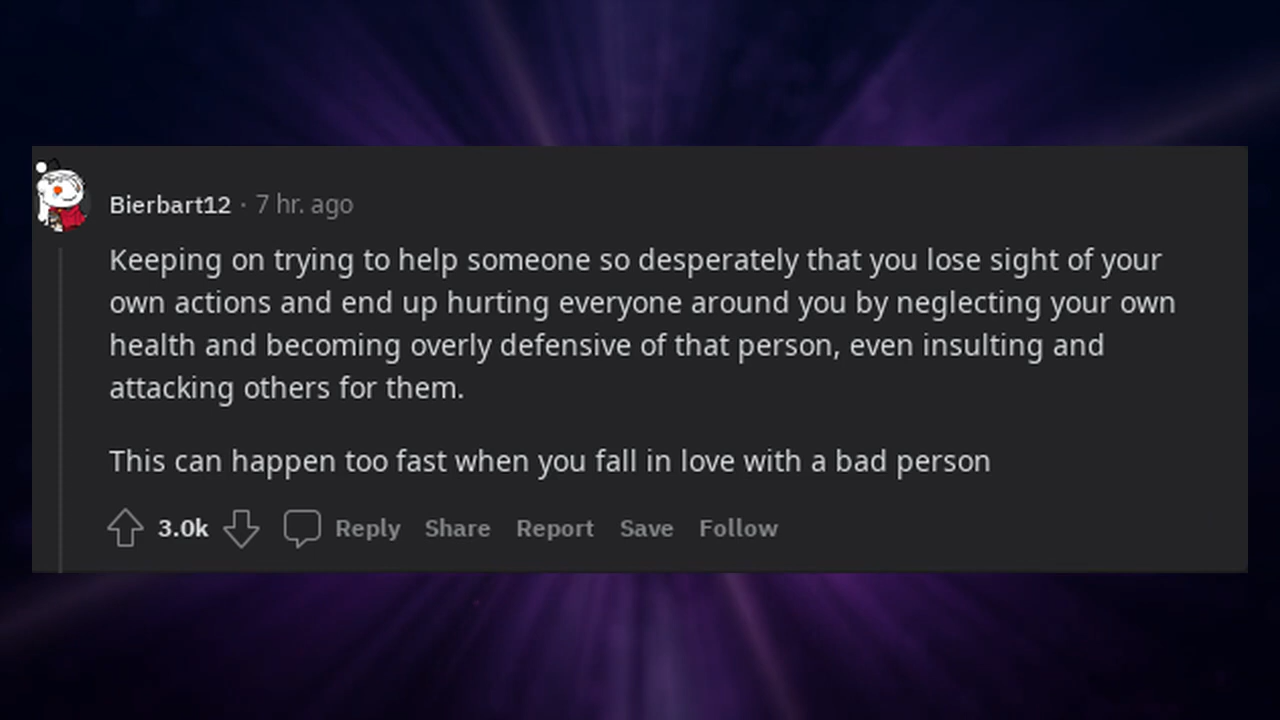 Bierbart12 · 7 hr. ago
Keeping on trying to help someone so desperately that you lose sight of your
own actions and end up hurting everyone around you by neglecting your own
health and becoming overly defensive of that person, even insulting and
attacking others for them.
This can happen too fast when you fall in love with a bad person
3.0k Reply Share Report Save Follow